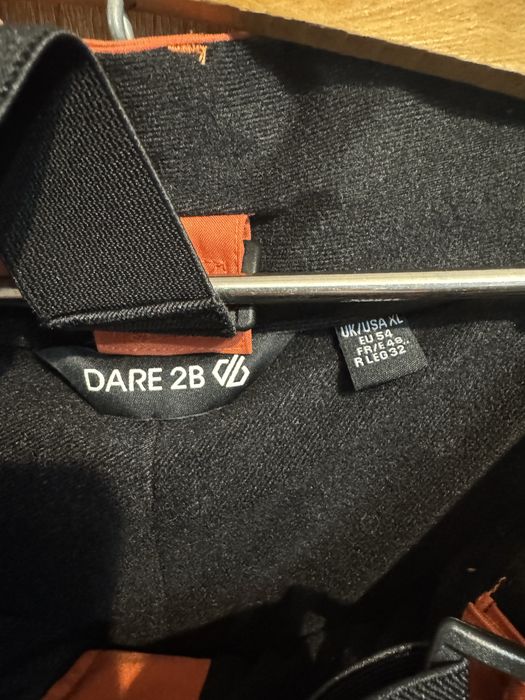 DARE 2B
UK/USA XL
EU 54
FR/E 48
R LEG 32